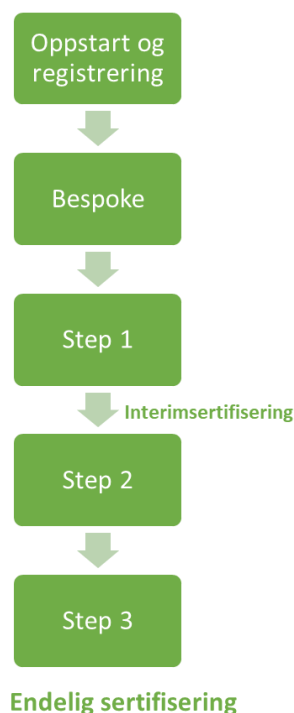 Oppstart og
registrering
Bespoke
Step 1
Interimsertifisering
Step 2
Step 3
Endelig sertifisering